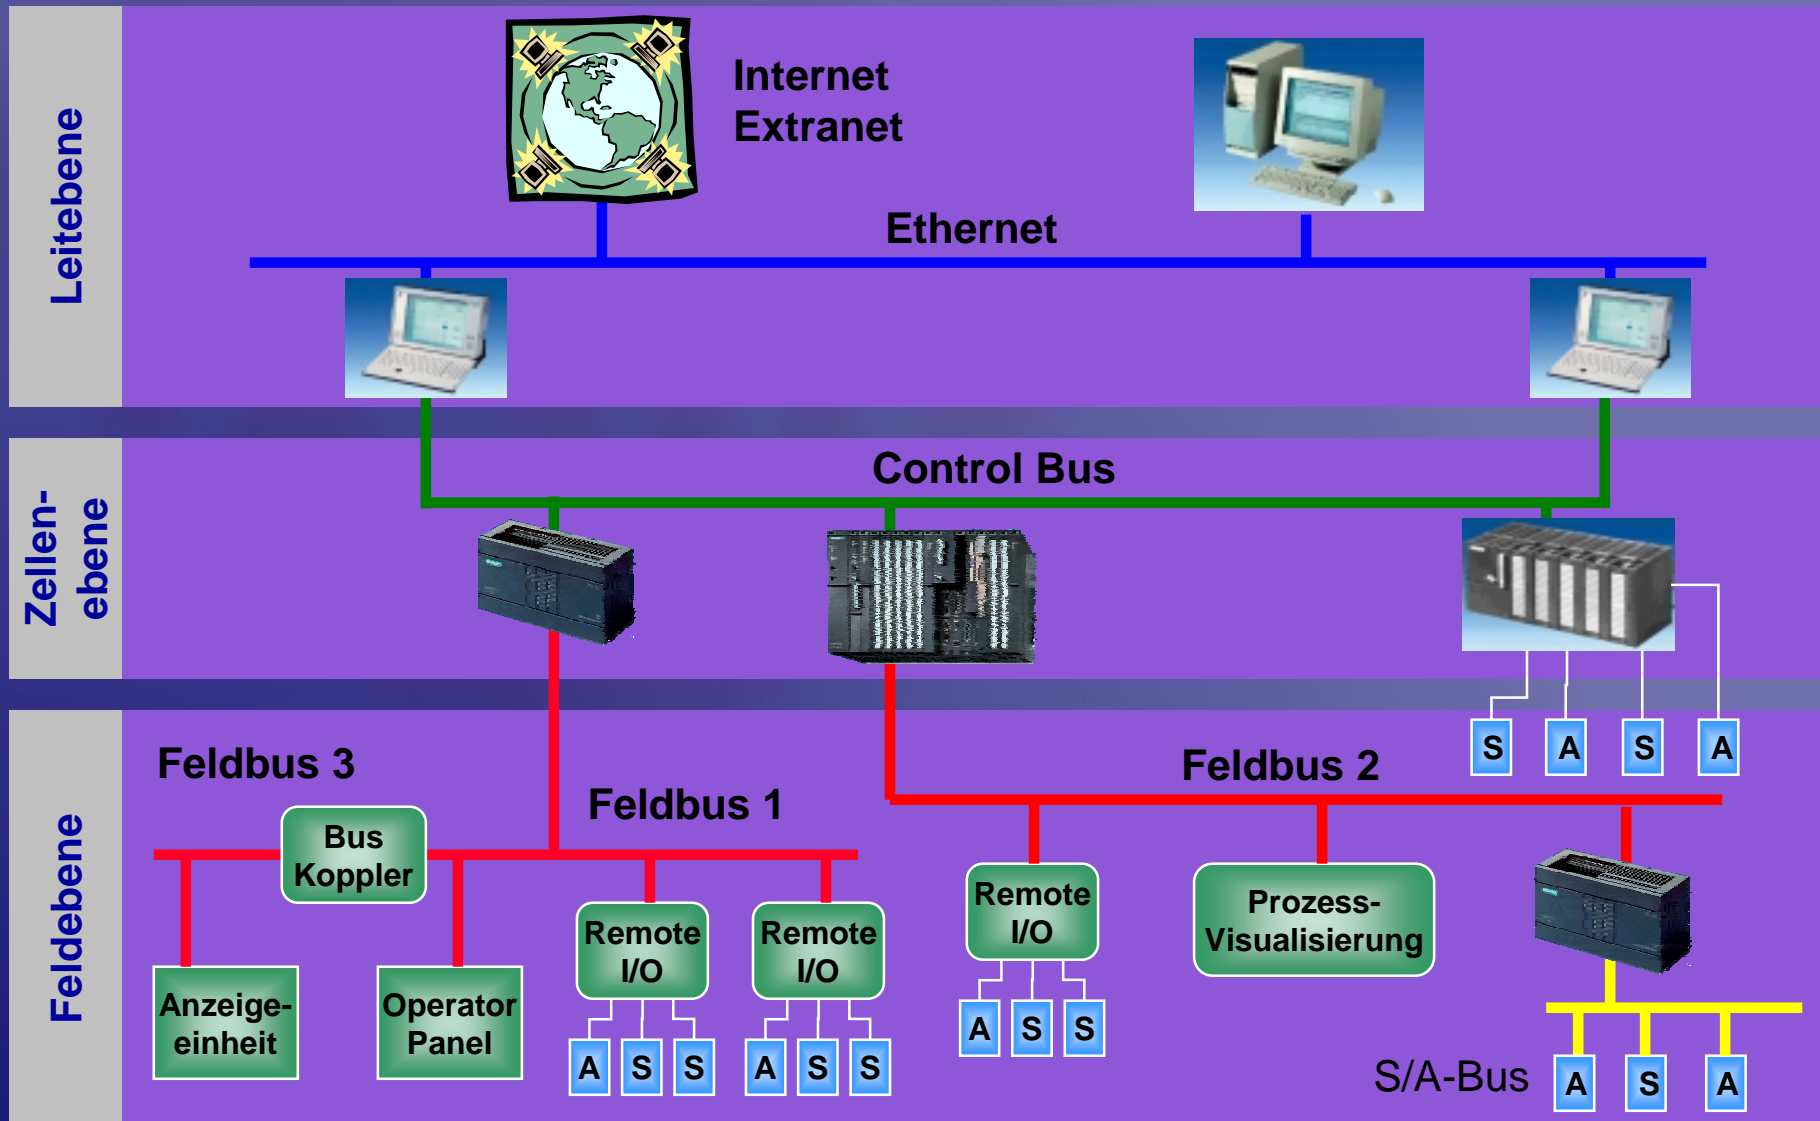 Leitebene
Internet
Extranet
Ethernet
Zellen-
ebene
Control Bus
Feldebene
S
A
S
A
Feldbus 3
Feldbus 1
Feldbus 2
Bus
Koppler
Anzeige-
einheit
Operator
Panel
Remote
I/O
A
S
S
Remote
I/O
A
S
S
Remote
I/O
A
S
S
Prozess-
Visualisierung
S/A-Bus
A
S
A